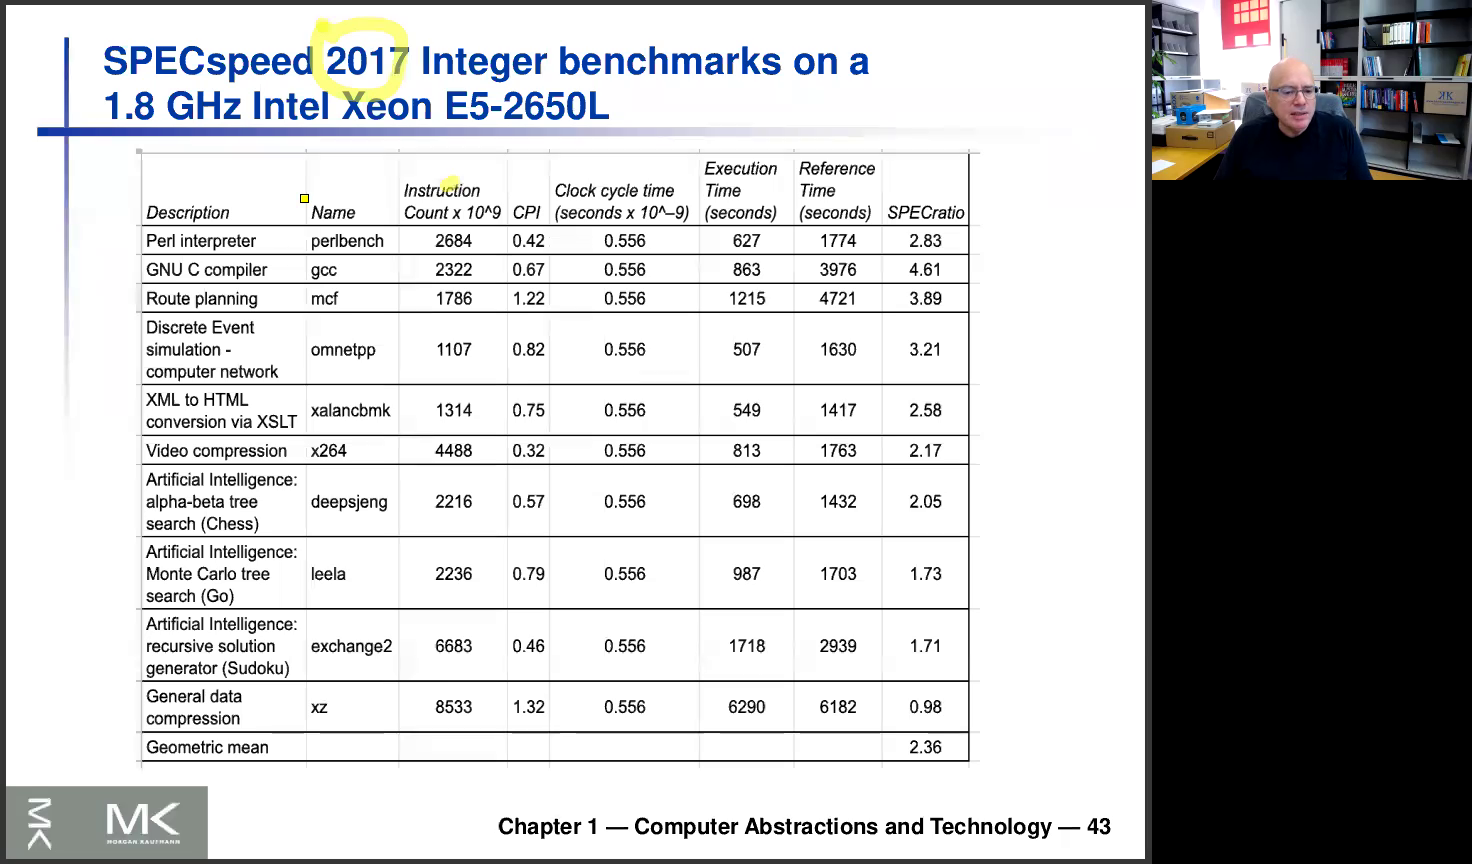 SPECspeed 2017 Integer benchmarks on a
1.8 GHz Intel Xeon E5-2650L
Description Name Instruction Count x 10^9 CPI Clock cycle time (seconds x 10^–9) Execution Time (seconds) Reference Time (seconds) SPECratio
Perl interpreter perlbench 2684 0.42 0.556 627 1774 2.83
GNU C compiler gcc 2322 0.67 0.556 863 3976 4.61
Route planning mcf 1786 1.22 0.556 1215 4721 3.89
Discrete Event
simulation -
computer network
omnetpp 1107 0.82 0.556 507 1630 3.21
XML to HTML
conversion via XSLT
xalancbmk 1314 0.75 0.556 549 1417 2.58
Video compression x264 4488 0.32 0.556 813 1763 2.17
Artificial Intelligence:
alpha-beta tree
search (Chess)
deepsjeng 2216 0.57 0.556 698 1432 2.05
Artificial Intelligence:
Monte Carlo tree
search (Go)
leela 2236 0.79 0.556 987 1703 1.73
Artificial Intelligence:
recursive solution
generator (Sudoku)
exchange2 6683 0.46 0.556 1718 2939 1.71
General data
compression
xz 8533 1.32 0.556 6290 6182 0.98
Geometric mean 2.36
MK
MK
MORGAN KAUFMANN
Chapter 1 — Computer Abstractions and Technology — 43